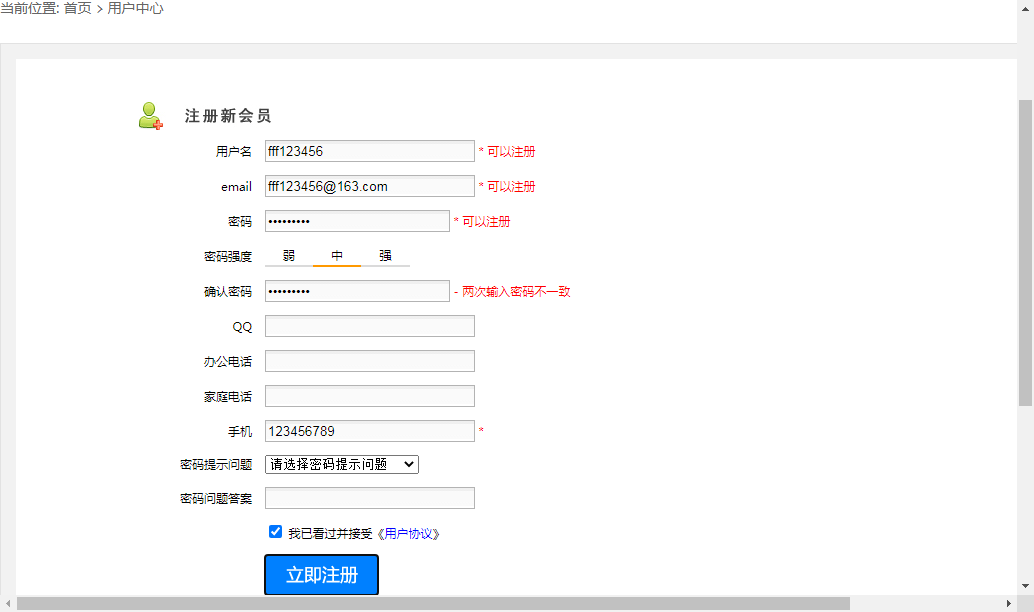 当前位置: 首页 > 用户中心
注册新会员
用户名 fff123456 * 可以注册
email fff123456@163.com * 可以注册
密码 ••••••••• * 可以注册
密码强度 弱 中 强
确认密码 ••••••••• - 两次输入密码不一致
QQ
办公电话
家庭电话
手机 123456789 *
密码提示问题 请选择密码提示问题
密码问题答案
我已看过并接受《用户协议》
立即注册